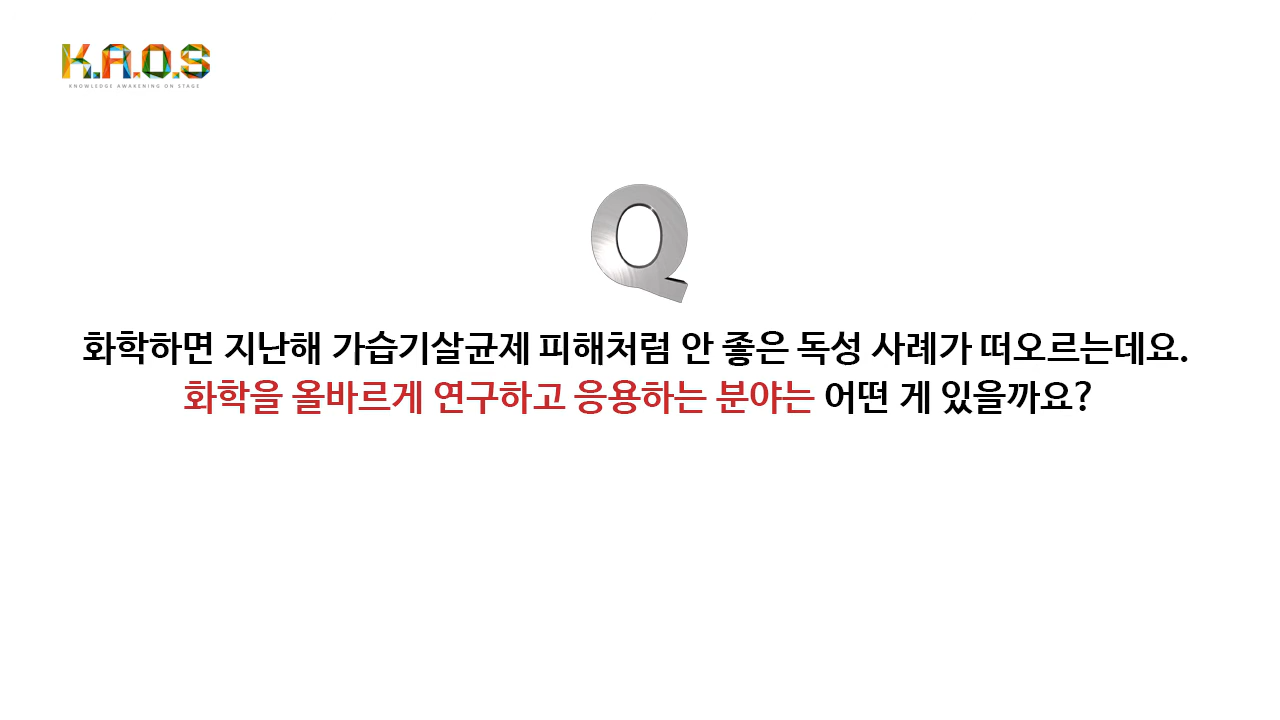 K.A.O.S
KNOWLEDGE AWAKENING ON STAGE
Q
화학하면 지난해 가습기살균제 피해처럼 안 좋은 독성 사례가 떠오르는데요.
화학을 올바르게 연구하고 응용하는 분야는 어떤 게 있을까요?